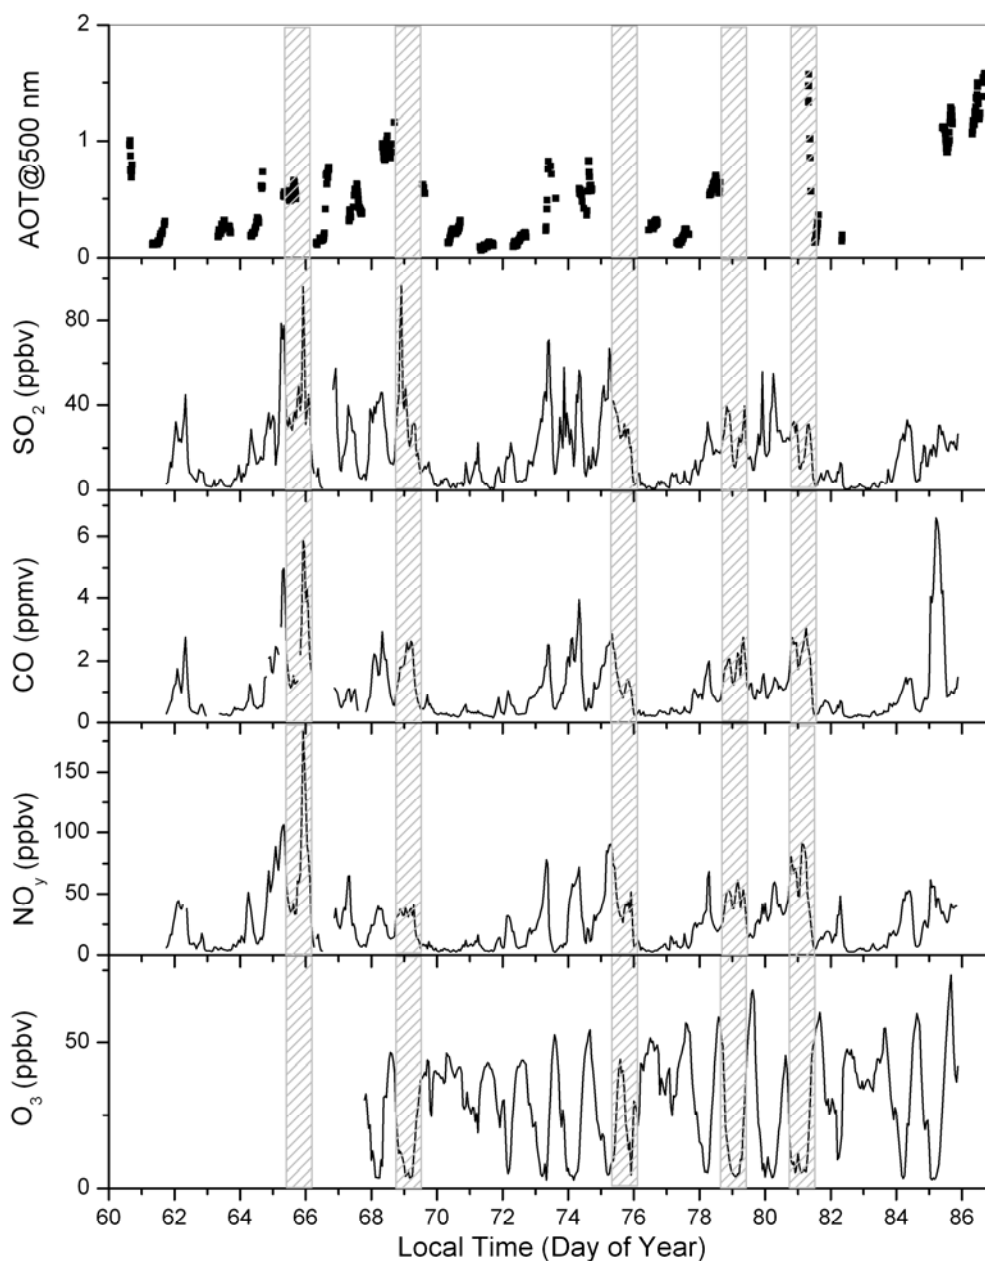 2
1
0
AOT@500 nm
80
40
0
SO2 (ppbv)
6
4
2
0
CO (ppmv)
150
100
50
0
NOy (ppbv)
50
0
O3 (ppbv)
60 62 64 66 68 70 72 74 76 78 80 82 84 86
Local Time (Day of Year)